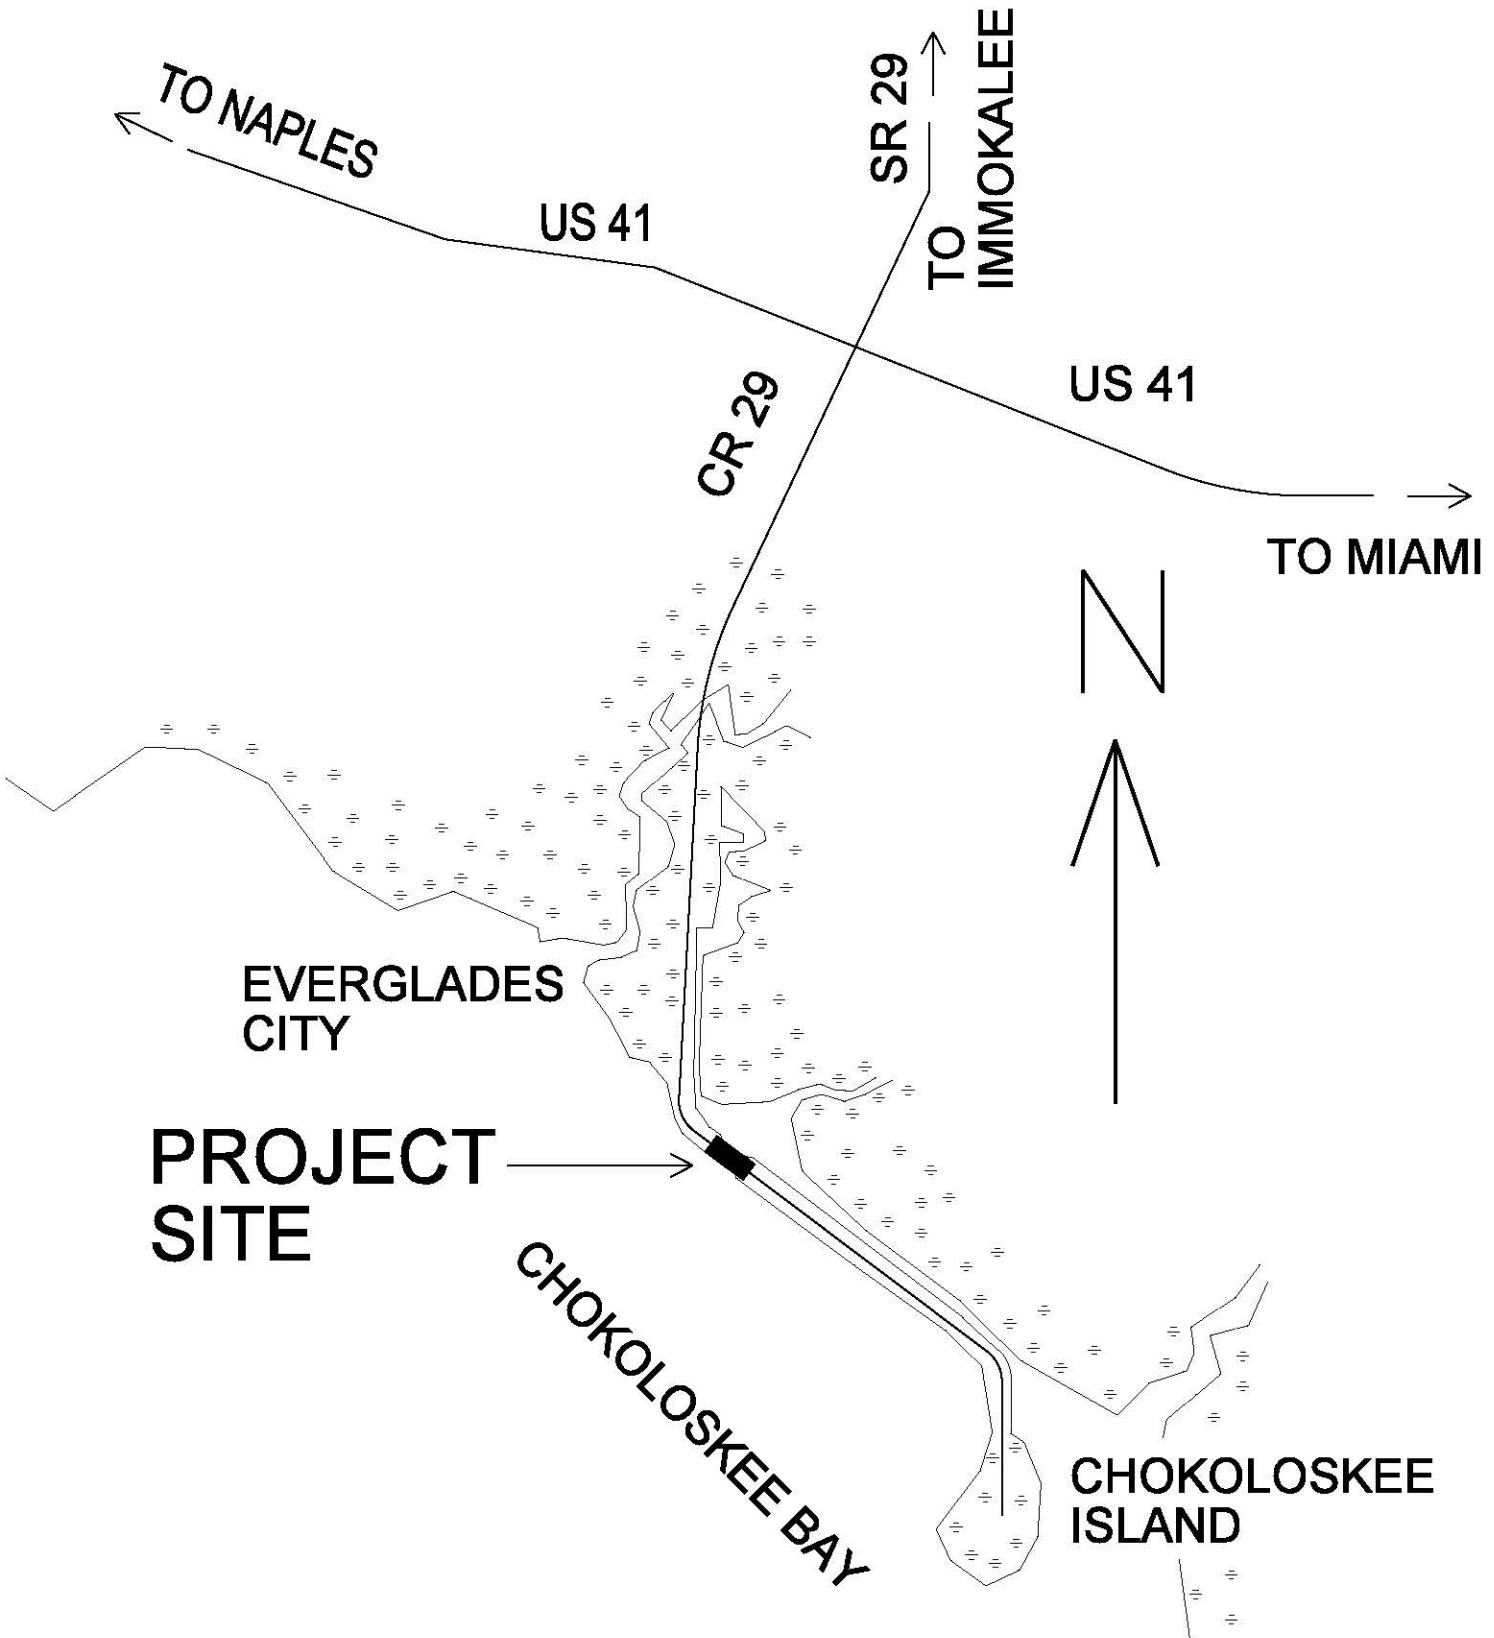 TO NAPLES
US 41
SR 29
TO
IMMOKALEE
CR 29
US 41
TO MIAMI
N
EVERGLADES
CITY
PROJECT
SITE
CHOKOLOSKEE BAY
CHOKOLOSKEE
ISLAND